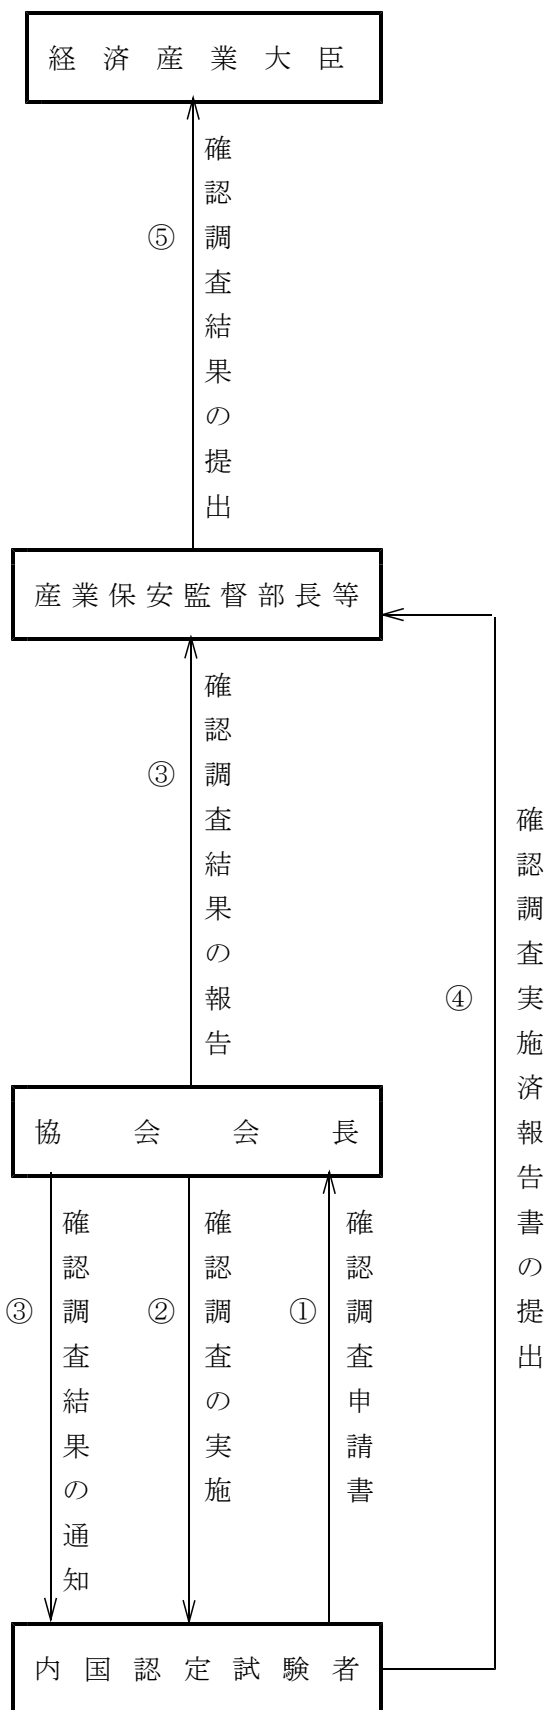 経済産業大臣
⑤
確認調査結果の提出
産業保安監督部長等
③
確認調査結果の報告
④
確認調査実施済報告書の提出
協会会長
③
確認調査結果の通知
②
確認調査の実施
①
確認調査申請書
内国認定試験者